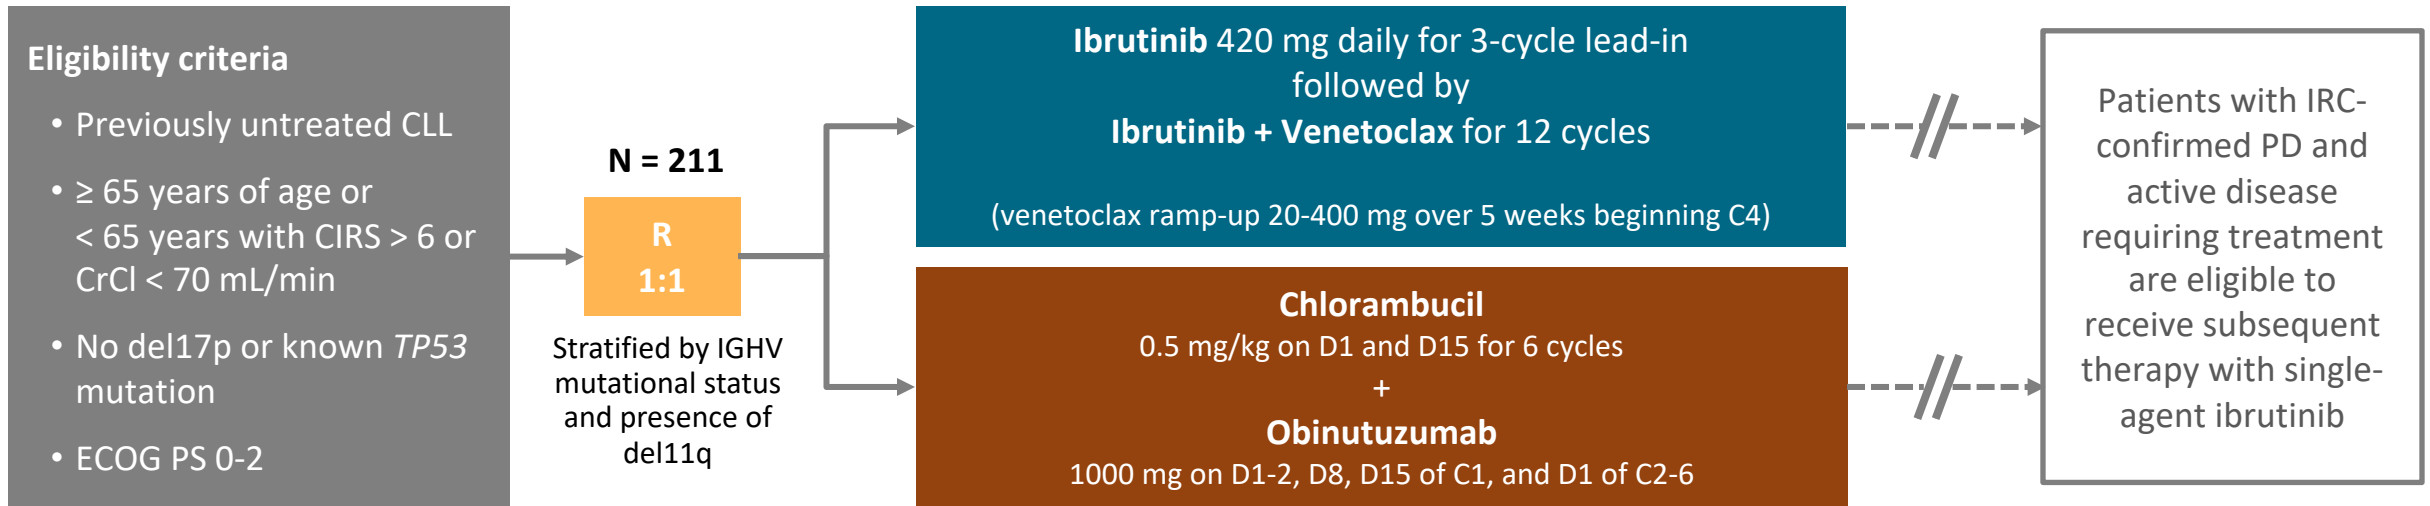 Eligibility criteria
• Previously untreated CLL
• ≥ 65 years of age or
< 65 years with CIRS > 6 or
CrCl < 70 mL/min
• No del17p or known TP53
mutation
• ECOG PS 0-2
N = 211
R
1:1
Stratified by IGHV
mutational status
and presence of
del11q
Ibrutinib 420 mg daily for 3-cycle lead-in
followed by
Ibrutinib + Venetoclax for 12 cycles
(venetoclax ramp-up 20-400 mg over 5 weeks beginning C4)
Chlorambucil
0.5 mg/kg on D1 and D15 for 6 cycles
+
Obinutuzumab
1000 mg on D1-2, D8, D15 of C1, and D1 of C2-6
Patients with IRC-
confirmed PD and
active disease
requiring treatment
are eligible to
receive subsequent
therapy with single-
agent ibrutinib